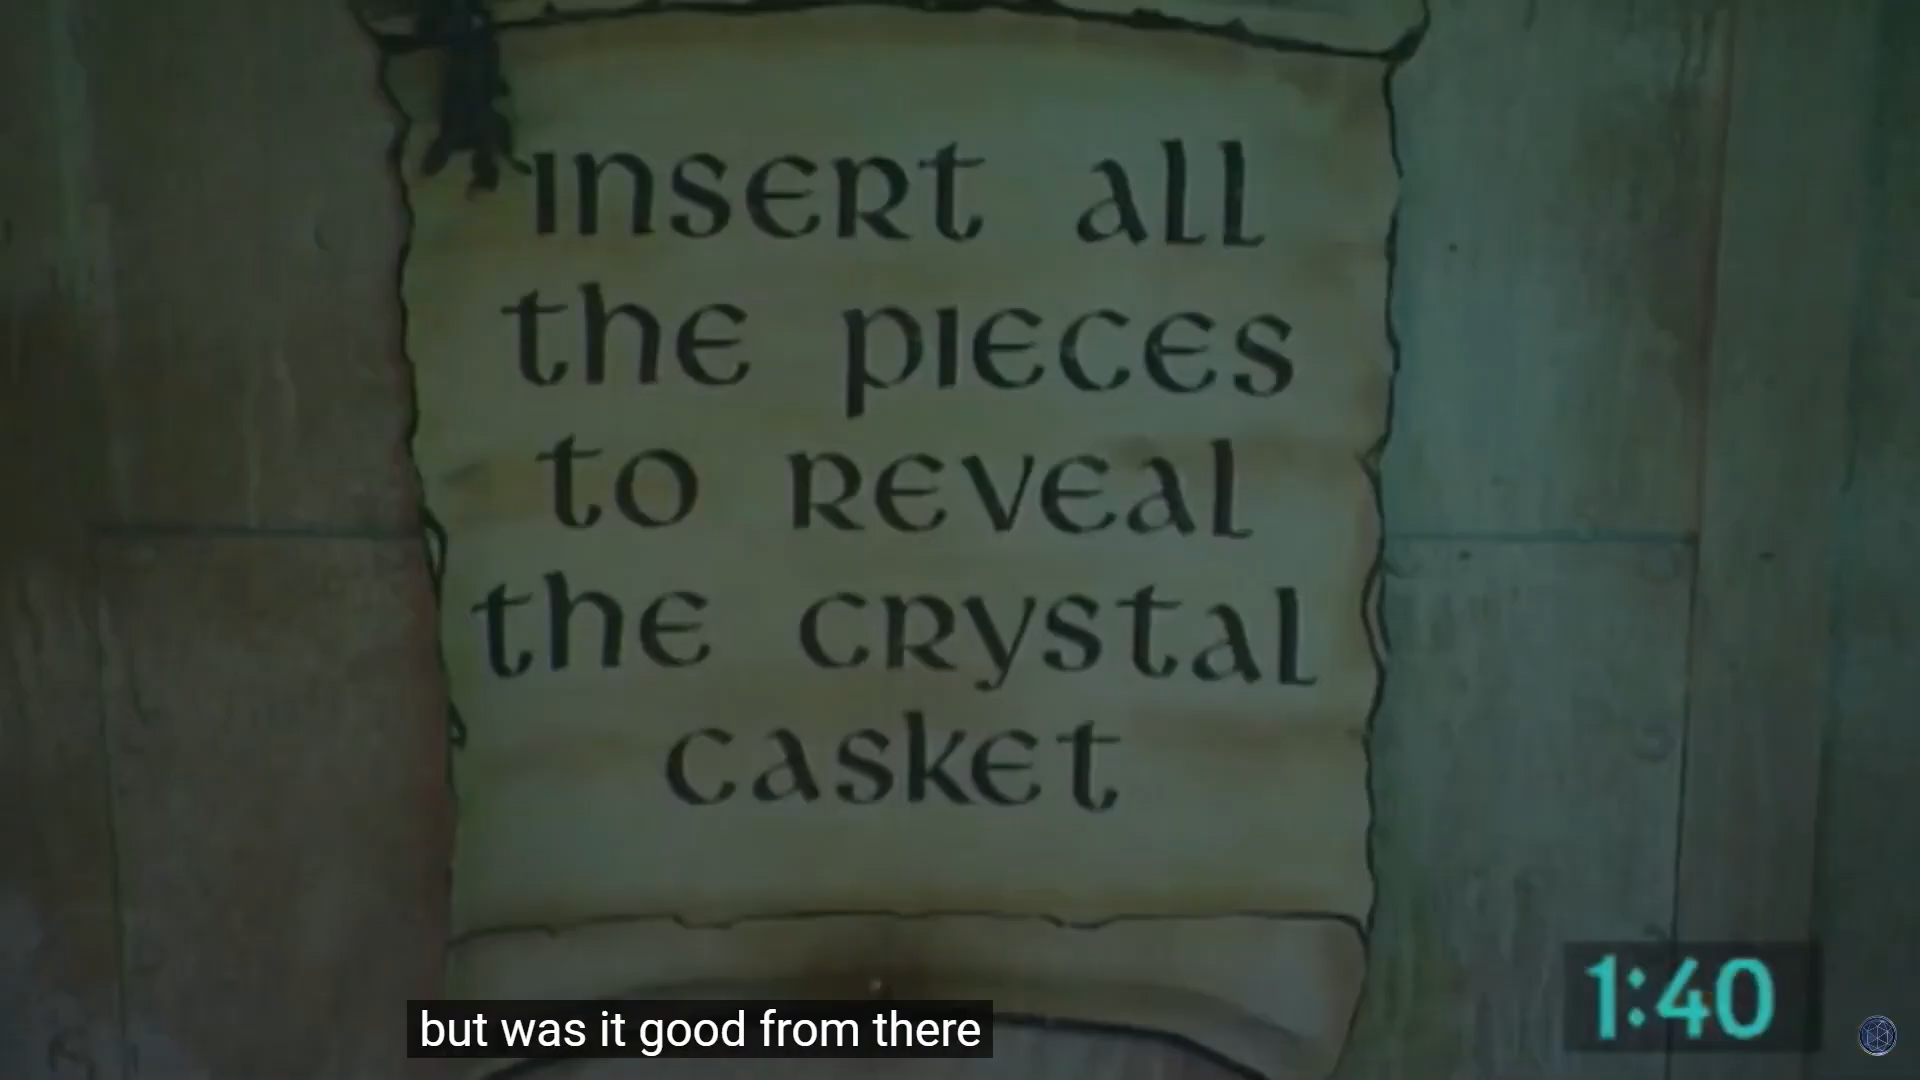 insert all
the pieces
to reveal
the crystal
casket
but was it good from there
1:40